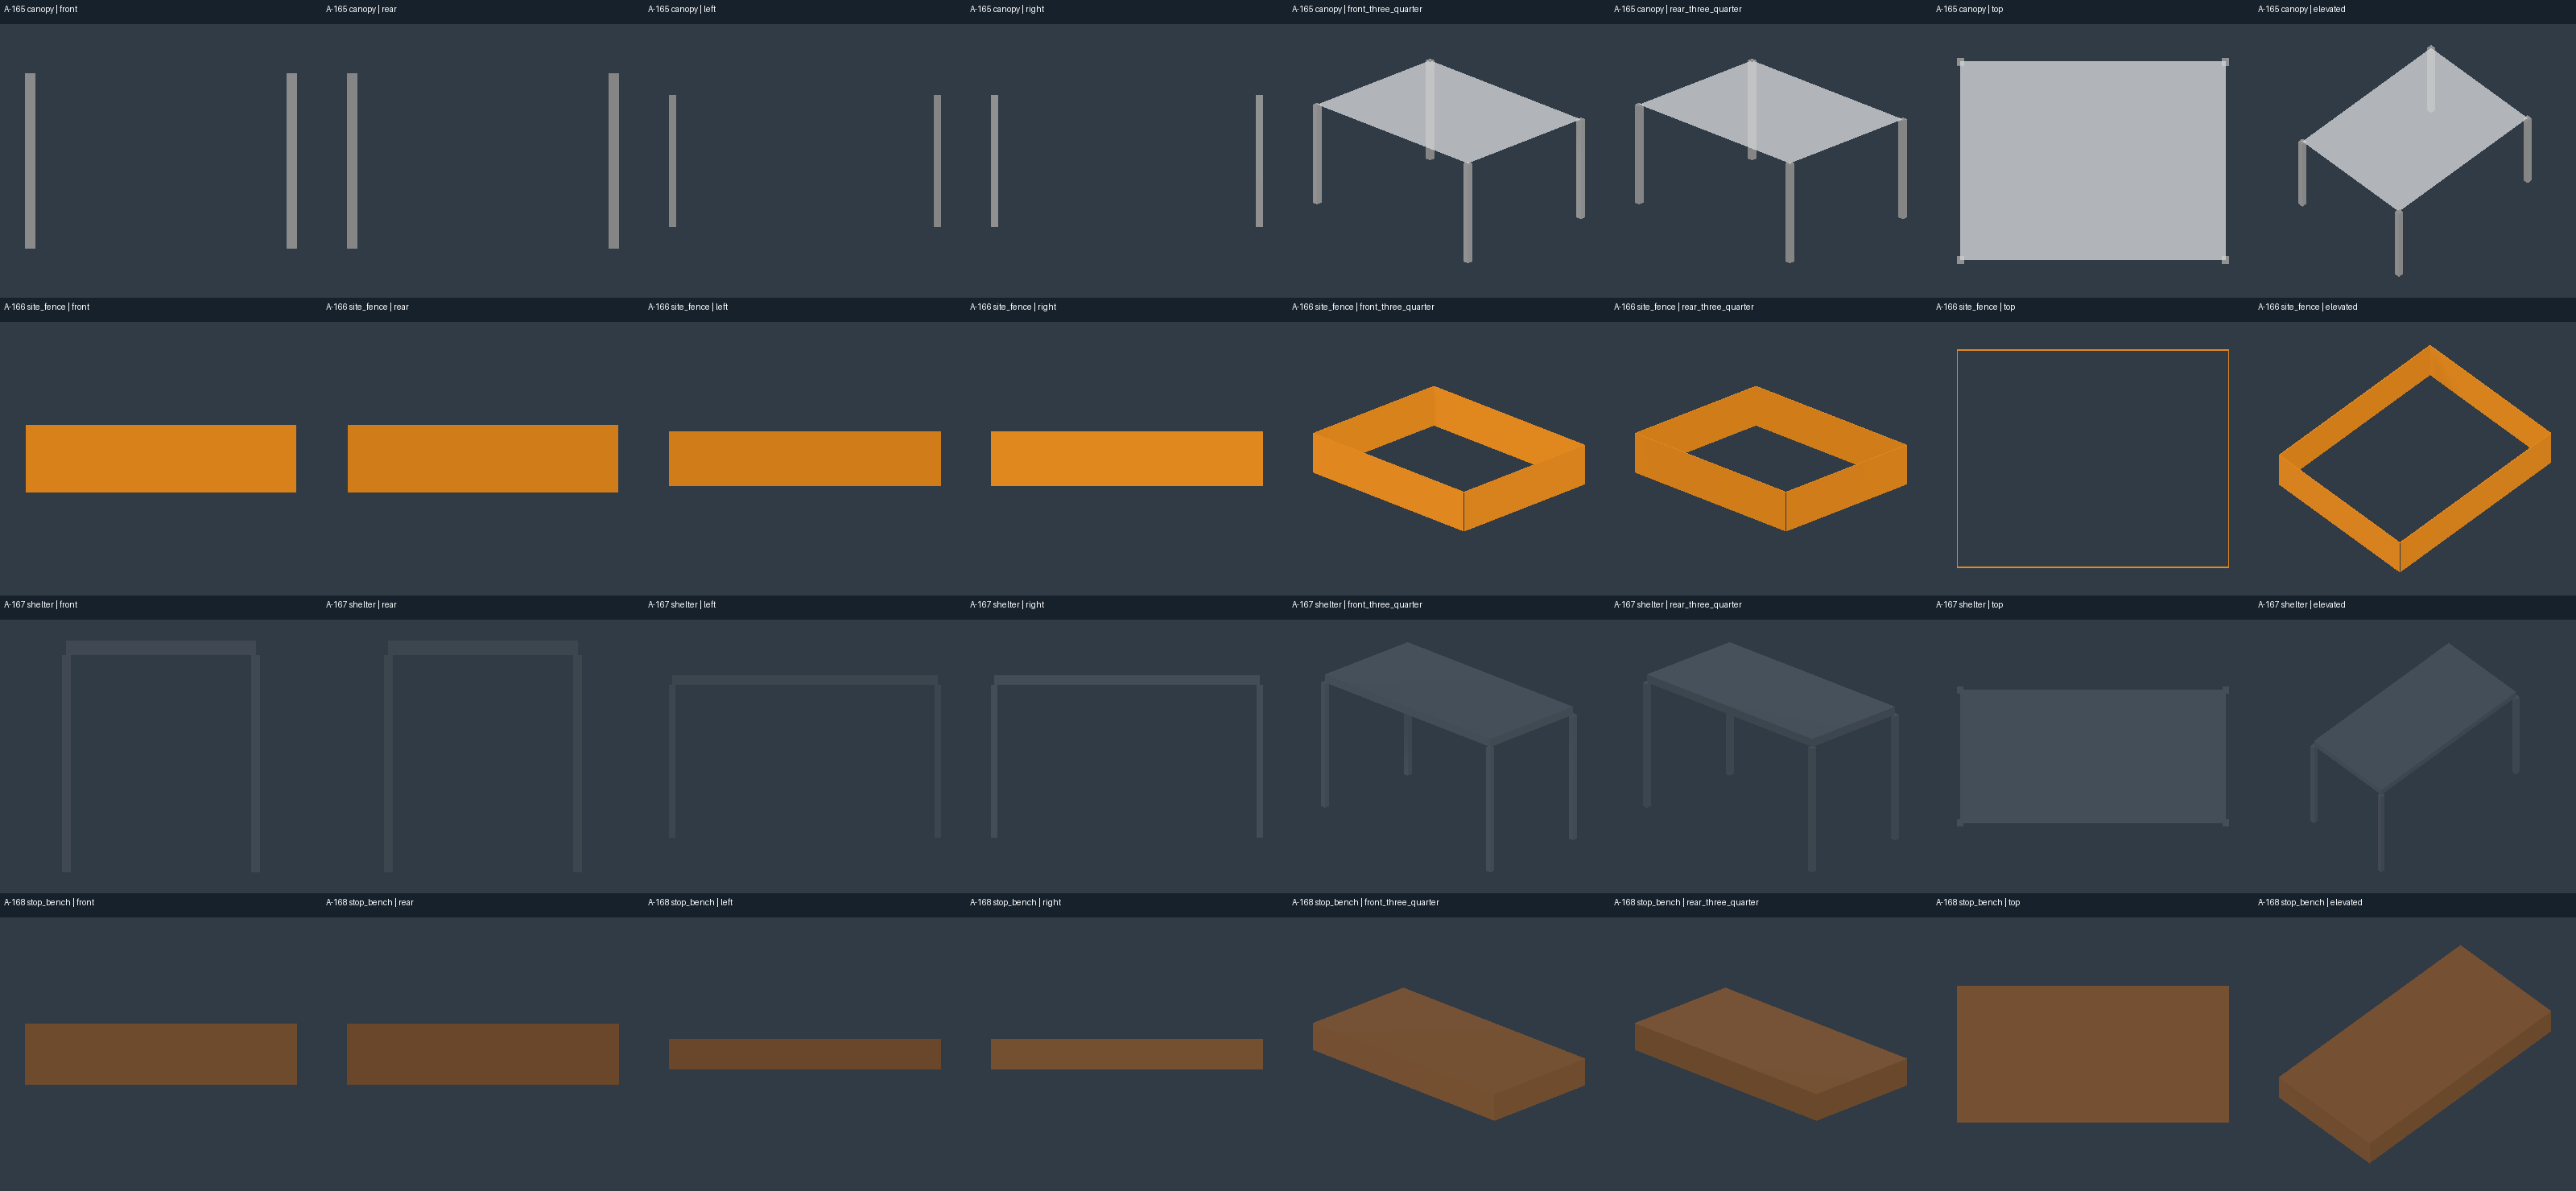 A-165 canopy | front
A-165 canopy | rear
A-165 canopy | left
A-165 canopy | right
A-165 canopy | front_three_quarter
A-165 canopy | rear_three_quarter
A-165 canopy | top
A-165 canopy | elevated
A-166 site_fence | front
A-166 site_fence | rear
A-166 site_fence | left
A-166 site_fence | right
A-166 site_fence | front_three_quarter
A-166 site_fence | rear_three_quarter
A-166 site_fence | top
A-166 site_fence | elevated
A-167 shelter | front
A-167 shelter | rear
A-167 shelter | left
A-167 shelter | right
A-167 shelter | front_three_quarter
A-167 shelter | rear_three_quarter
A-167 shelter | top
A-167 shelter | elevated
A-168 stop_bench | front
A-168 stop_bench | rear
A-168 stop_bench | left
A-168 stop_bench | right
A-168 stop_bench | front_three_quarter
A-168 stop_bench | rear_three_quarter
A-168 stop_bench | top
A-168 stop_bench | elevated